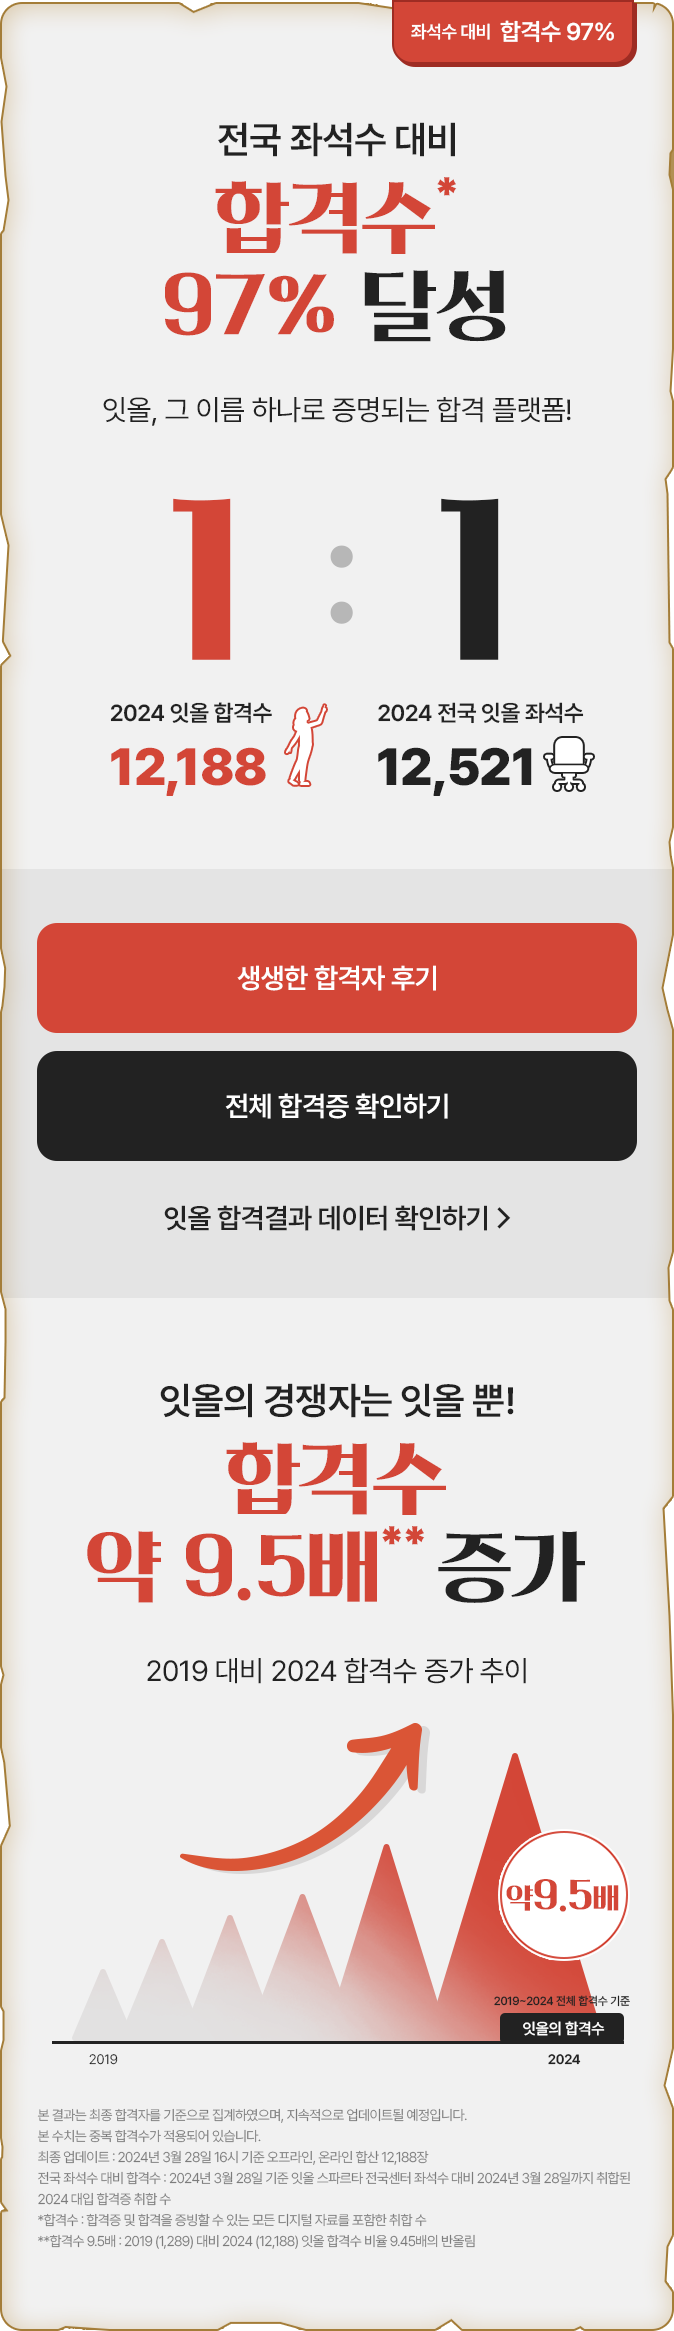 좌석수 대비 합격수 97%
전국 좌석수 대비
합격수*
97% 달성
잇올, 그 이름 하나로 증명되는 합격 플랫폼!
1 : 1
2024 잇올 합격수
12,188
2024 전국 잇올 좌석수
12,521
생생한 합격자 후기
전체 합격증 확인하기
잇올 합격결과 데이터 확인하기 >
잇올의 경쟁자는 잇올 뿐!
합격수
약 9.5배** 증가
2019 대비 2024 합격수 증가 추이
약9.5배
2019~2024 전체 합격수 기준
잇올의 합격수
2019
2024
본 결과는 최종 합격자를 기준으로 집계하였으며, 지속적으로 업데이트될 예정입니다.
본 수치는 중복 합격수가 적용되어 있습니다.
최종 업데이트 : 2024년 3월 28일 16시 기준 오프라인, 온라인 합산 12,188장
전국 좌석수 대비 합격수 : 2024년 3월 28일 기준 잇올 스파르타 전국센터 좌석수 대비 2024년 3월 28일까지 취합된
2024 대입 합격증 취합 수
*합격수 : 합격증 및 합격을 증빙할 수 있는 모든 디지털 자료를 포함한 취합 수
**합격수 9.5배 : 2019 (1,289) 대비 2024 (12,188) 잇올 합격수 비율 9.45배의 반올림